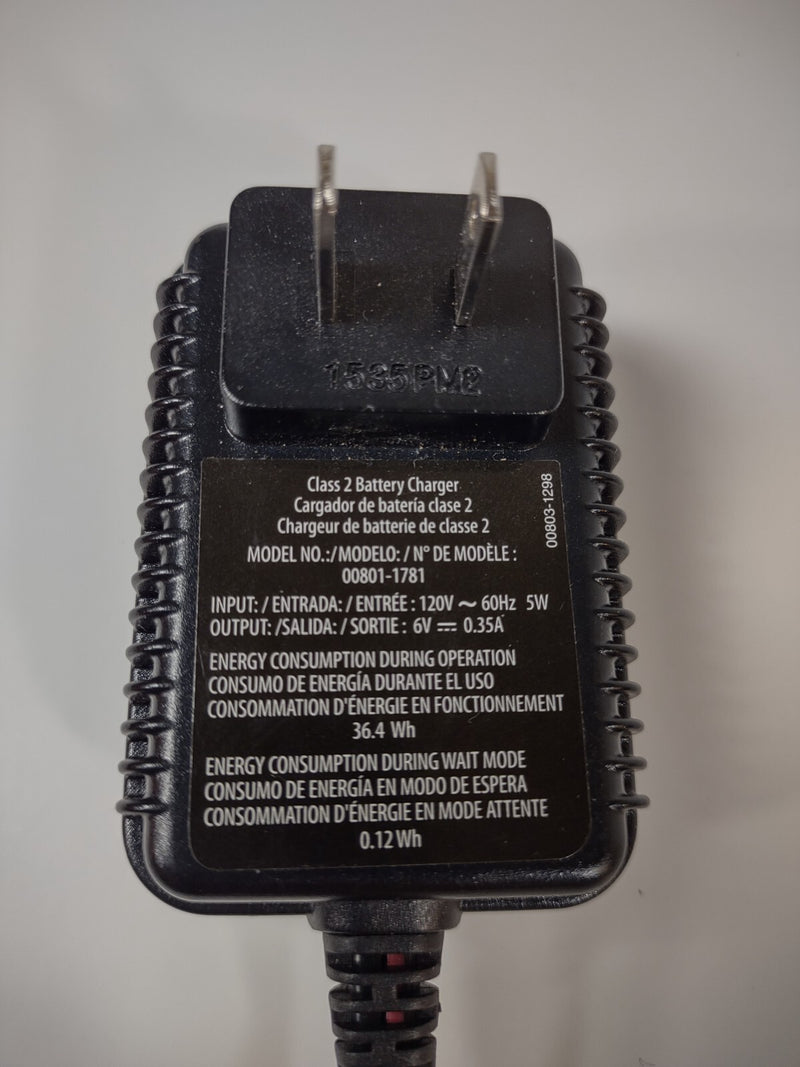 1535PM2
Class 2 Battery Charger
Cargador de batería clase 2
Chargeur de batterie de classe 2
00803-1298
MODEL NO.:/MODELO: / N° DE MODÈLE :
00801-1781
INPUT: / ENTRADA: / ENTRÉE : 120V ~ 60Hz 5W
OUTPUT: /SALIDA: / SORTIE : 6V ⎓ 0.35A
ENERGY CONSUMPTION DURING OPERATION
CONSUMO DE ENERGÍA DURANTE EL USO
CONSOMMATION D'ÉNERGIE EN FONCTIONNEMENT
36.4 Wh
ENERGY CONSUMPTION DURING WAIT MODE
CONSUMO DE ENERGÍA EN MODO DE ESPERA
CONSOMMATION D'ÉNERGIE EN MODE ATTENTE
0.12 Wh